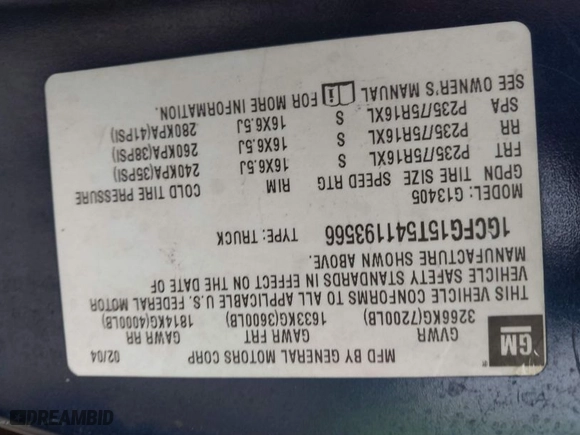 GM
MFD BY GENERAL MOTORS CORP 02/04
GVWR GAWR FRT GAWR RR
3266KG(7200LB) 1633KG(3600LB) 1814KG(4000LB)
THIS VEHICLE CONFORMS TO ALL APPLICABLE U.S. FEDERAL MOTOR
VEHICLE SAFETY STANDARDS IN EFFECT ON THE DATE OF
MANUFACTURE SHOWN ABOVE.
1GCFG15T541193566 TYPE: TRUCK
MODEL: G13405
GPDN TIRE SIZE SPEED RTG RIM COLD TIRE PRESSURE
FRT P235/75R16XL S 16X6.5J 240KPA(35PSI)
RR P235/75R16XL S 16X6.5J 260KPA(38PSI)
SPA P235/75R16XL S 16X6.5J 280KPA(41PSI)
SEE OWNER'S MANUAL FOR MORE INFORMATION.
DREAMBID